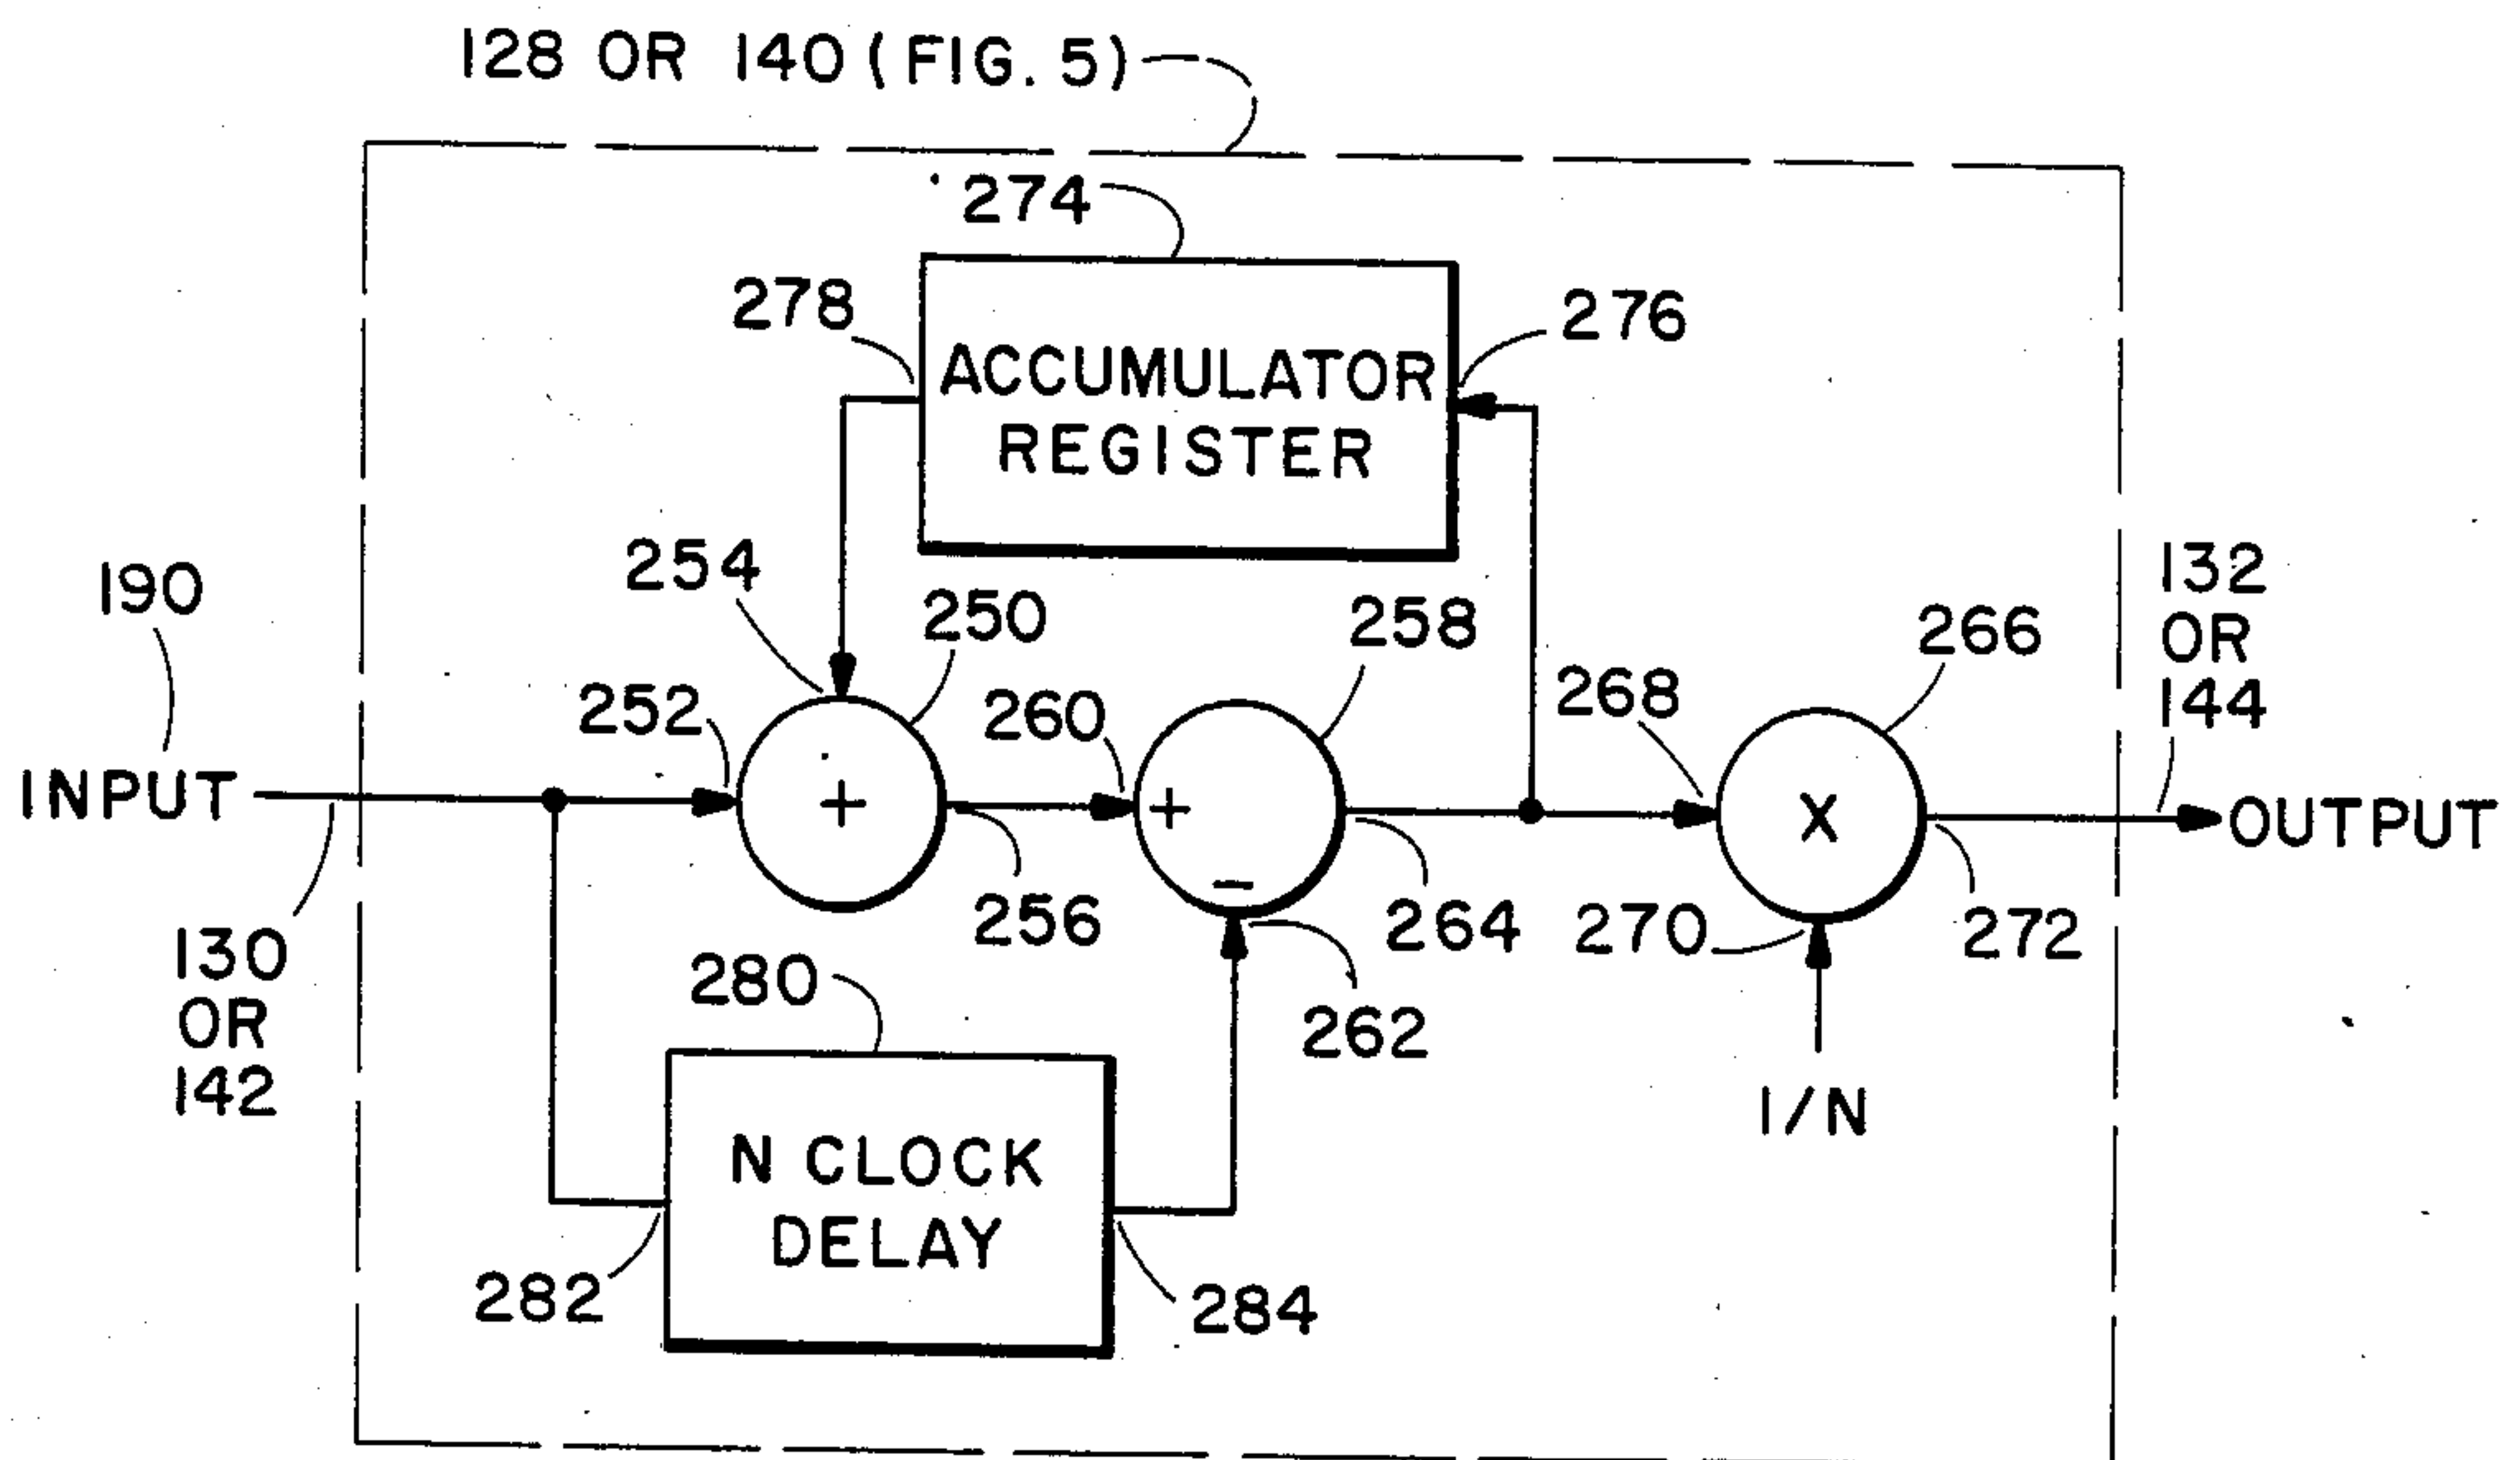 128 OR 140 (FIG. 5)
274
278
276
ACCUMULATOR
REGISTER
254
190
250
258
132
OR
144
266
252
260
268
INPUT
+
+
−
X
OUTPUT
256
264
270
272
130
OR
142
280
262
1/N
N CLOCK
DELAY
282
284